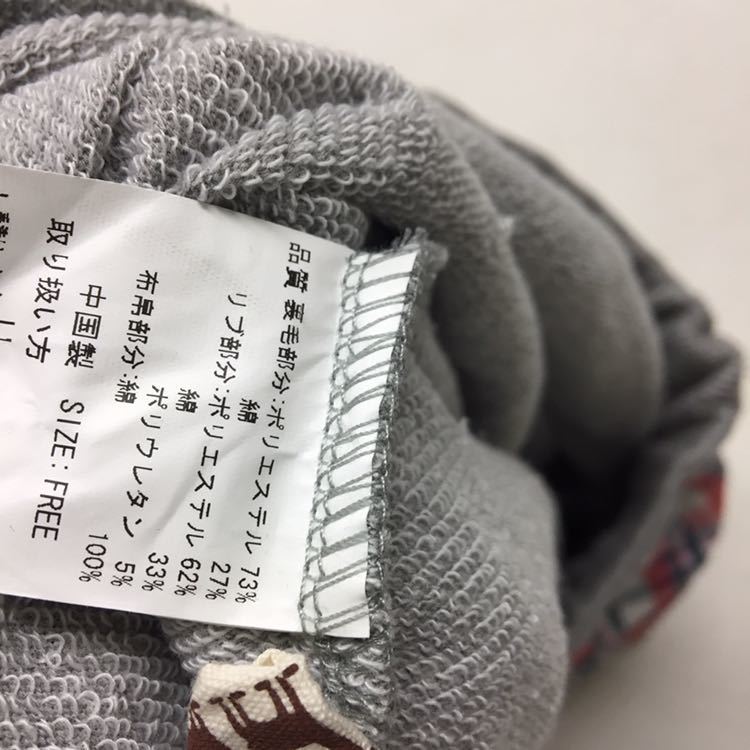 品質 裏毛部分:ポリエステル 73%
綿 27%
リブ部分:ポリエステル 62%
綿 33%
ポリウレタン 5%
布帛部分:綿 100%
中国製 SIZE:FREE
取り扱い方